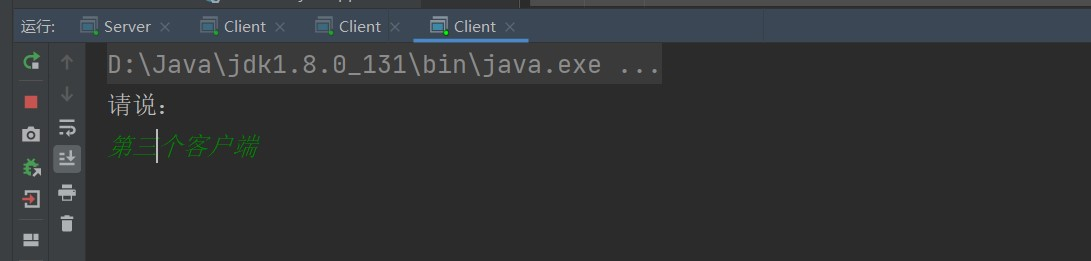 运行: Server Client Client Client
D:\Java\jdk1.8.0_131\bin\java.exe ...
请说:
第三个客户端